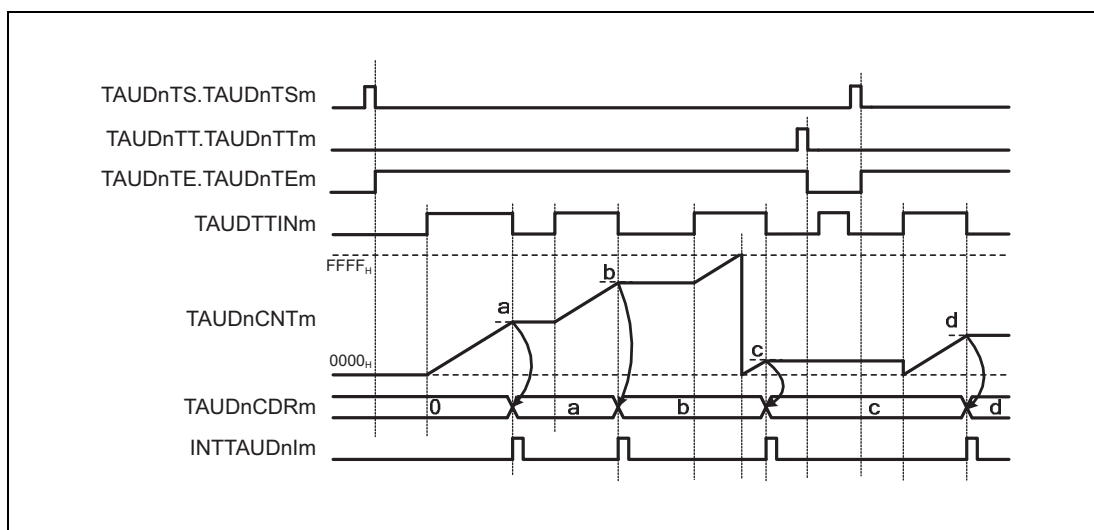 TAUDnTS.TAUDnTSm
TAUDnTT.TAUDnTTm
TAUDnTE.TAUDnTEm
TAUDTTINm
FFFFH
b
a
d
TAUDnCNTm
c
0000H
TAUDnCDRm 0 a b c d
INTTAUDnIm